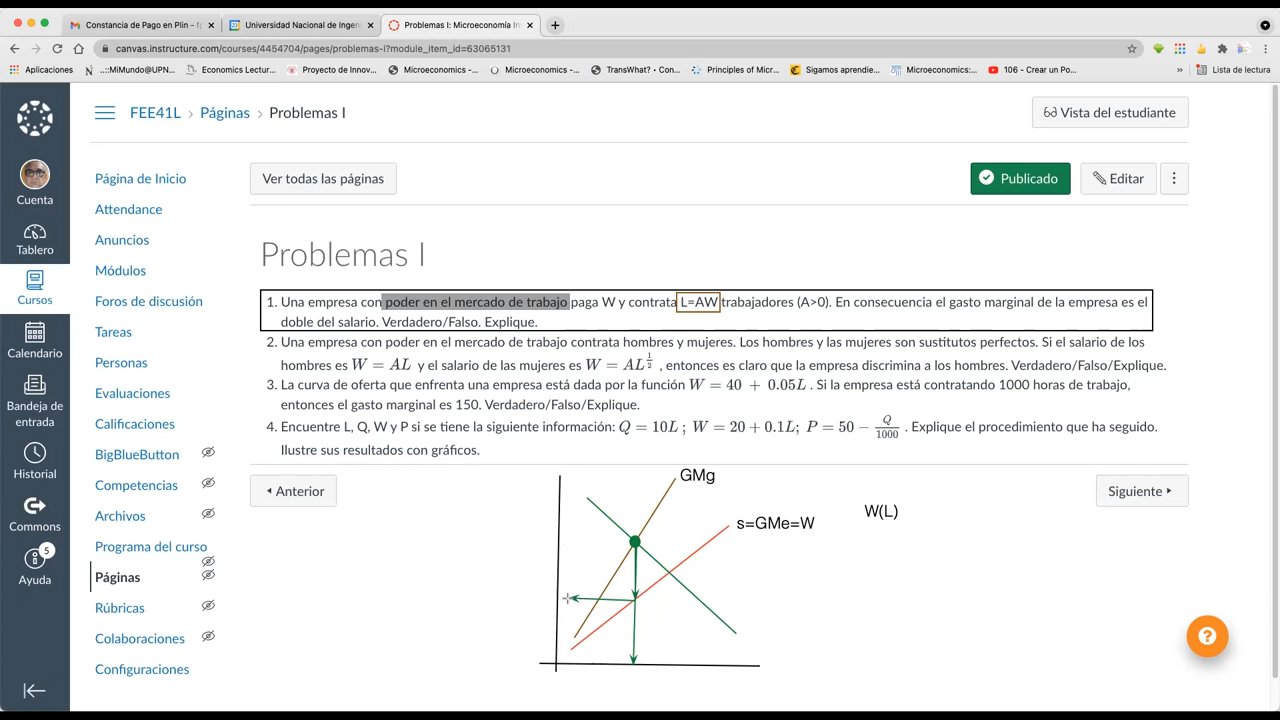 Constancia de Pago en Plin - f
Universidad Nacional de Ingen
Problemas I: Microeconomía In
canvas.instructure.com/courses/4454704/pages/problemas-i?module_item_id=63065131
Aplicaciones
..::MiMundo@UPN...
Economics Lectur...
Proyecto de Innov...
Microeconomics -...
Microeconomics -...
TransWhat? - Con...
Principles of Micr...
Sigamos aprendie...
Microeconomics:...
106 - Crear un Po...
»
Lista de lectura
FEE41L > Páginas > Problemas I
Vista del estudiante
Cuenta
Tablero
Cursos
Calendario
Bandeja de
entrada
Historial
Commons
5
Ayuda
Página de Inicio
Attendance
Anuncios
Módulos
Foros de discusión
Tareas
Personas
Evaluaciones
Calificaciones
BigBlueButton
Competencias
Archivos
Programa del curso
Páginas
Rúbricas
Colaboraciones
Configuraciones
Ver todas las páginas
Publicado
Editar
Problemas I
1. Una empresa con poder en el mercado de trabajo paga W y contrata L=AW trabajadores (A>0). En consecuencia el gasto marginal de la empresa es el
doble del salario. Verdadero/Falso. Explique.
2. Una empresa con poder en el mercado de trabajo contrata hombres y mujeres. Los hombres y las mujeres son sustitutos perfectos. Si el salario de los
hombres es W = AL y el salario de las mujeres es W = AL^{1/2} , entonces es claro que la empresa discrimina a los hombres. Verdadero/Falso/Explique.
3. La curva de oferta que enfrenta una empresa está dada por la función W = 40 + 0.05L . Si la empresa está contratando 1000 horas de trabajo,
entonces el gasto marginal es 150. Verdadero/Falso/Explique.
4. Encuentre L, Q, W y P si se tiene la siguiente información: Q = 10L ; W = 20 + 0.1L; P = 50 − Q/1000 . Explique el procedimiento que ha seguido.
Ilustre sus resultados con gráficos.
Anterior
Siguiente
GMg
W(L)
s=GMe=W
?